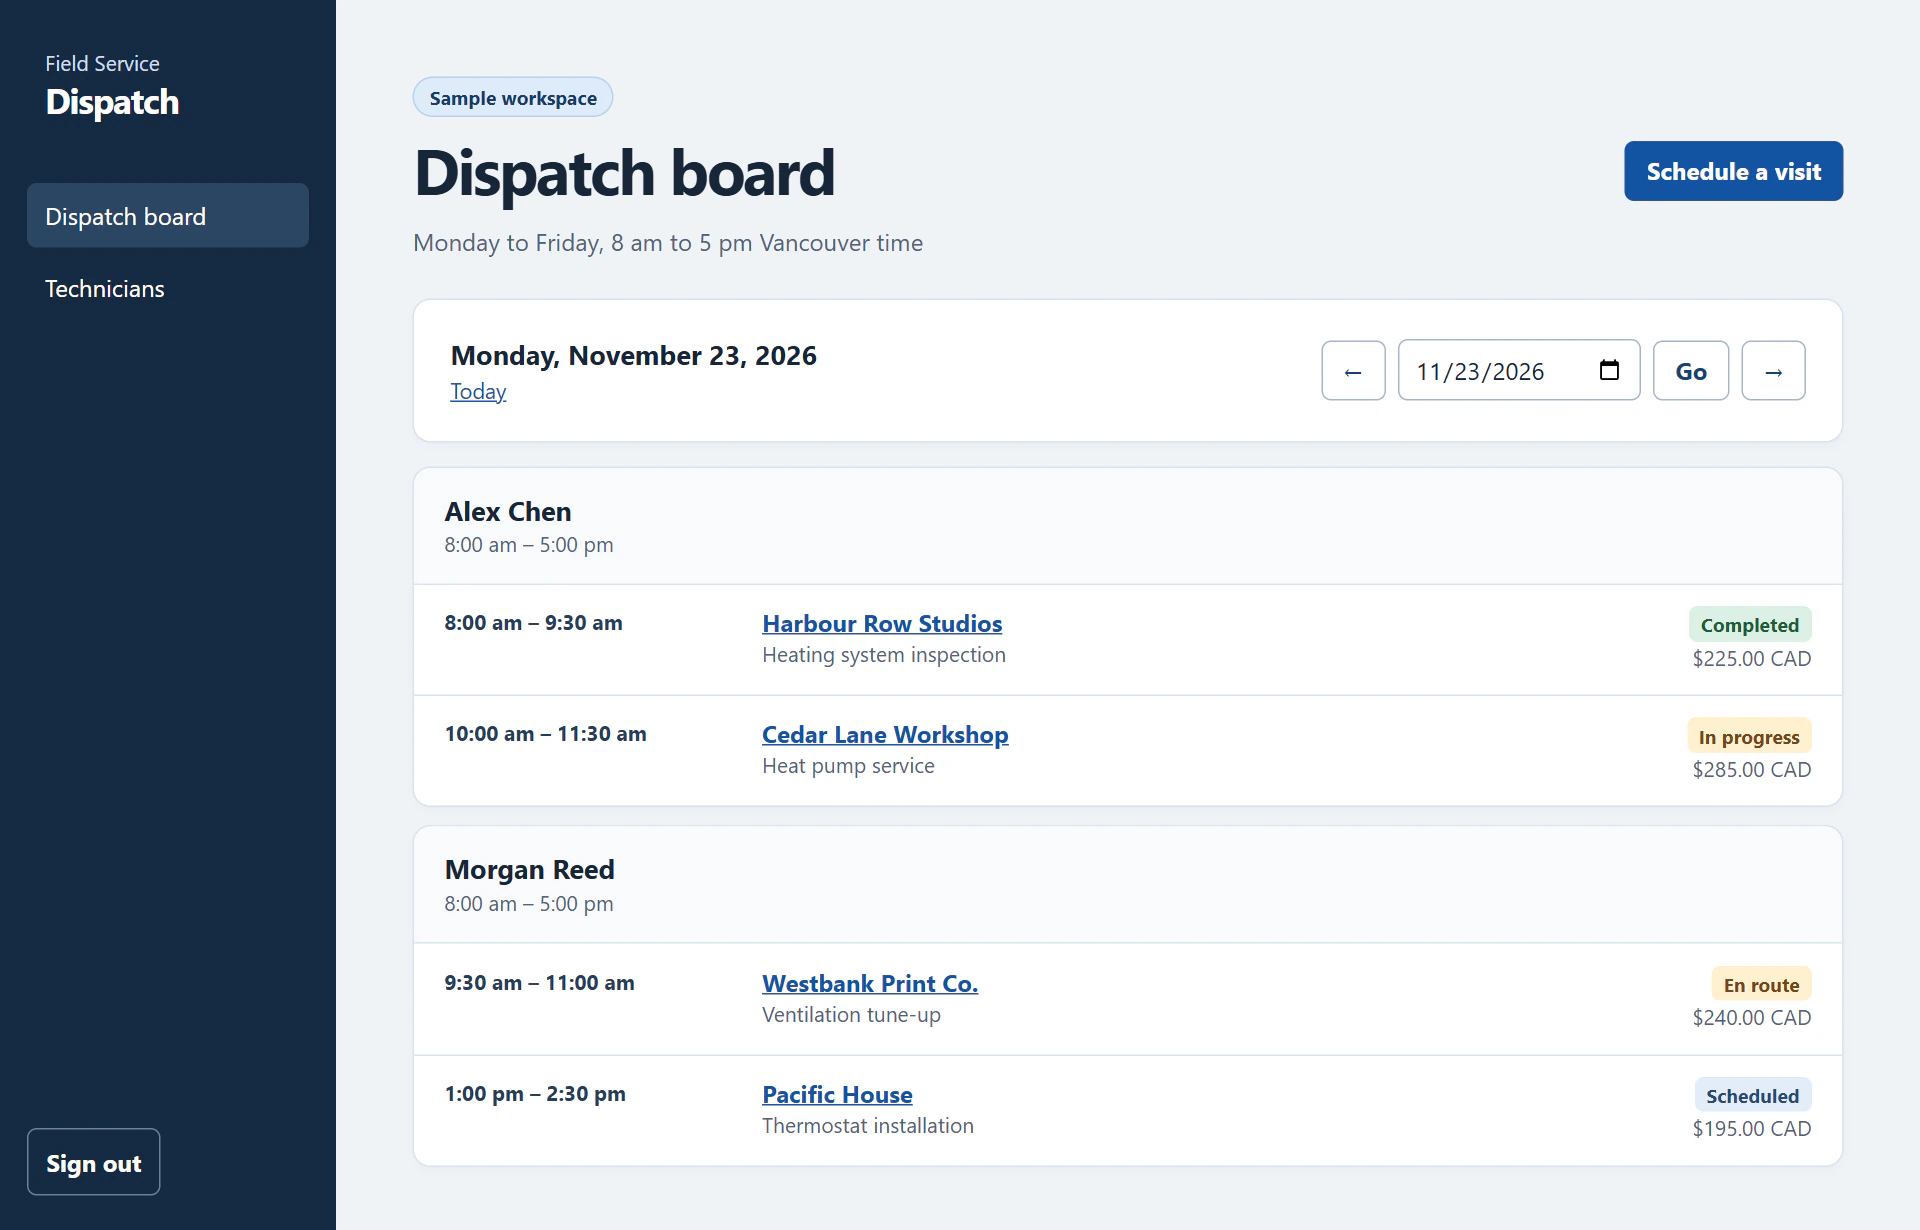 Field Service
Dispatch
Dispatch board
Technicians
Sign out
Sample workspace
Dispatch board
Schedule a visit
Monday to Friday, 8 am to 5 pm Vancouver time
Monday, November 23, 2026
Today
←
11/23/2026
Go
→
Alex Chen
8:00 am – 5:00 pm
8:00 am – 9:30 am
Harbour Row Studios
Heating system inspection
Completed
$225.00 CAD
10:00 am – 11:30 am
Cedar Lane Workshop
Heat pump service
In progress
$285.00 CAD
Morgan Reed
8:00 am – 5:00 pm
9:30 am – 11:00 am
Westbank Print Co.
Ventilation tune-up
En route
$240.00 CAD
1:00 pm – 2:30 pm
Pacific House
Thermostat installation
Scheduled
$195.00 CAD